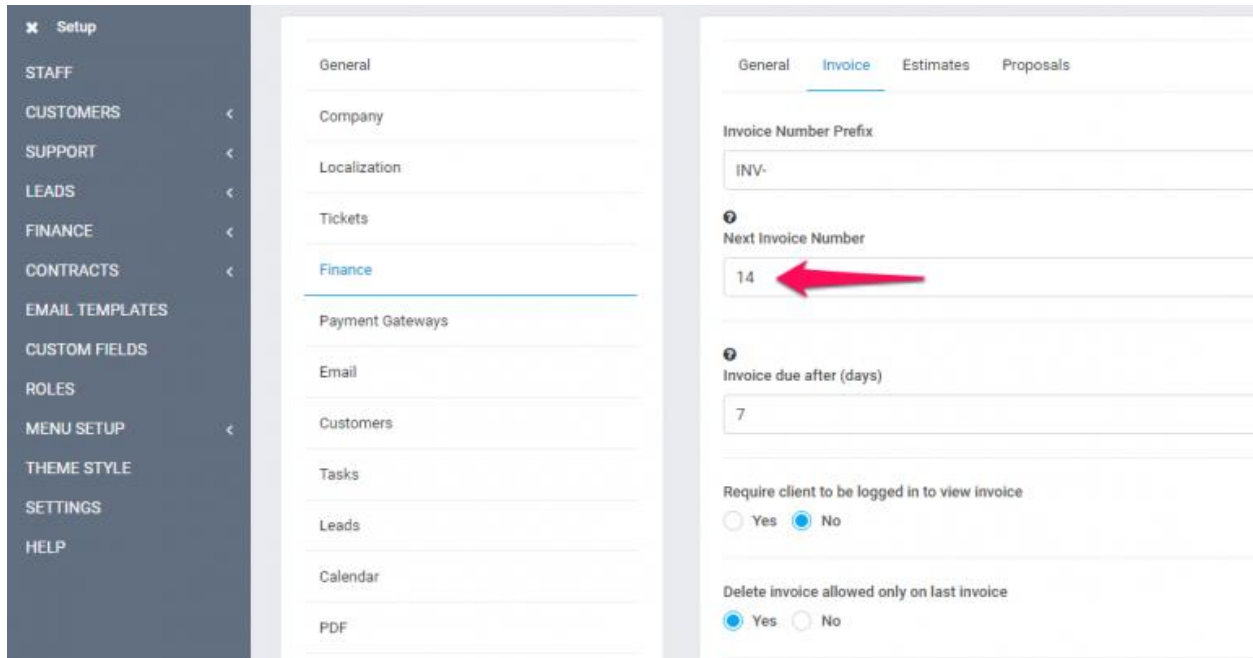 Setup
STAFF
CUSTOMERS
SUPPORT
LEADS
FINANCE
CONTRACTS
EMAIL TEMPLATES
CUSTOM FIELDS
ROLES
MENU SETUP
THEME STYLE
SETTINGS
HELP
General
Company
Localization
Tickets
Finance
Payment Gateways
Email
Customers
Tasks
Leads
Calendar
PDF
General Invoice Estimates Proposals
Invoice Number Prefix
INV-
Next Invoice Number
14
Invoice due after (days)
7
Require client to be logged in to view invoice
Yes No
Delete invoice allowed only on last invoice
Yes No